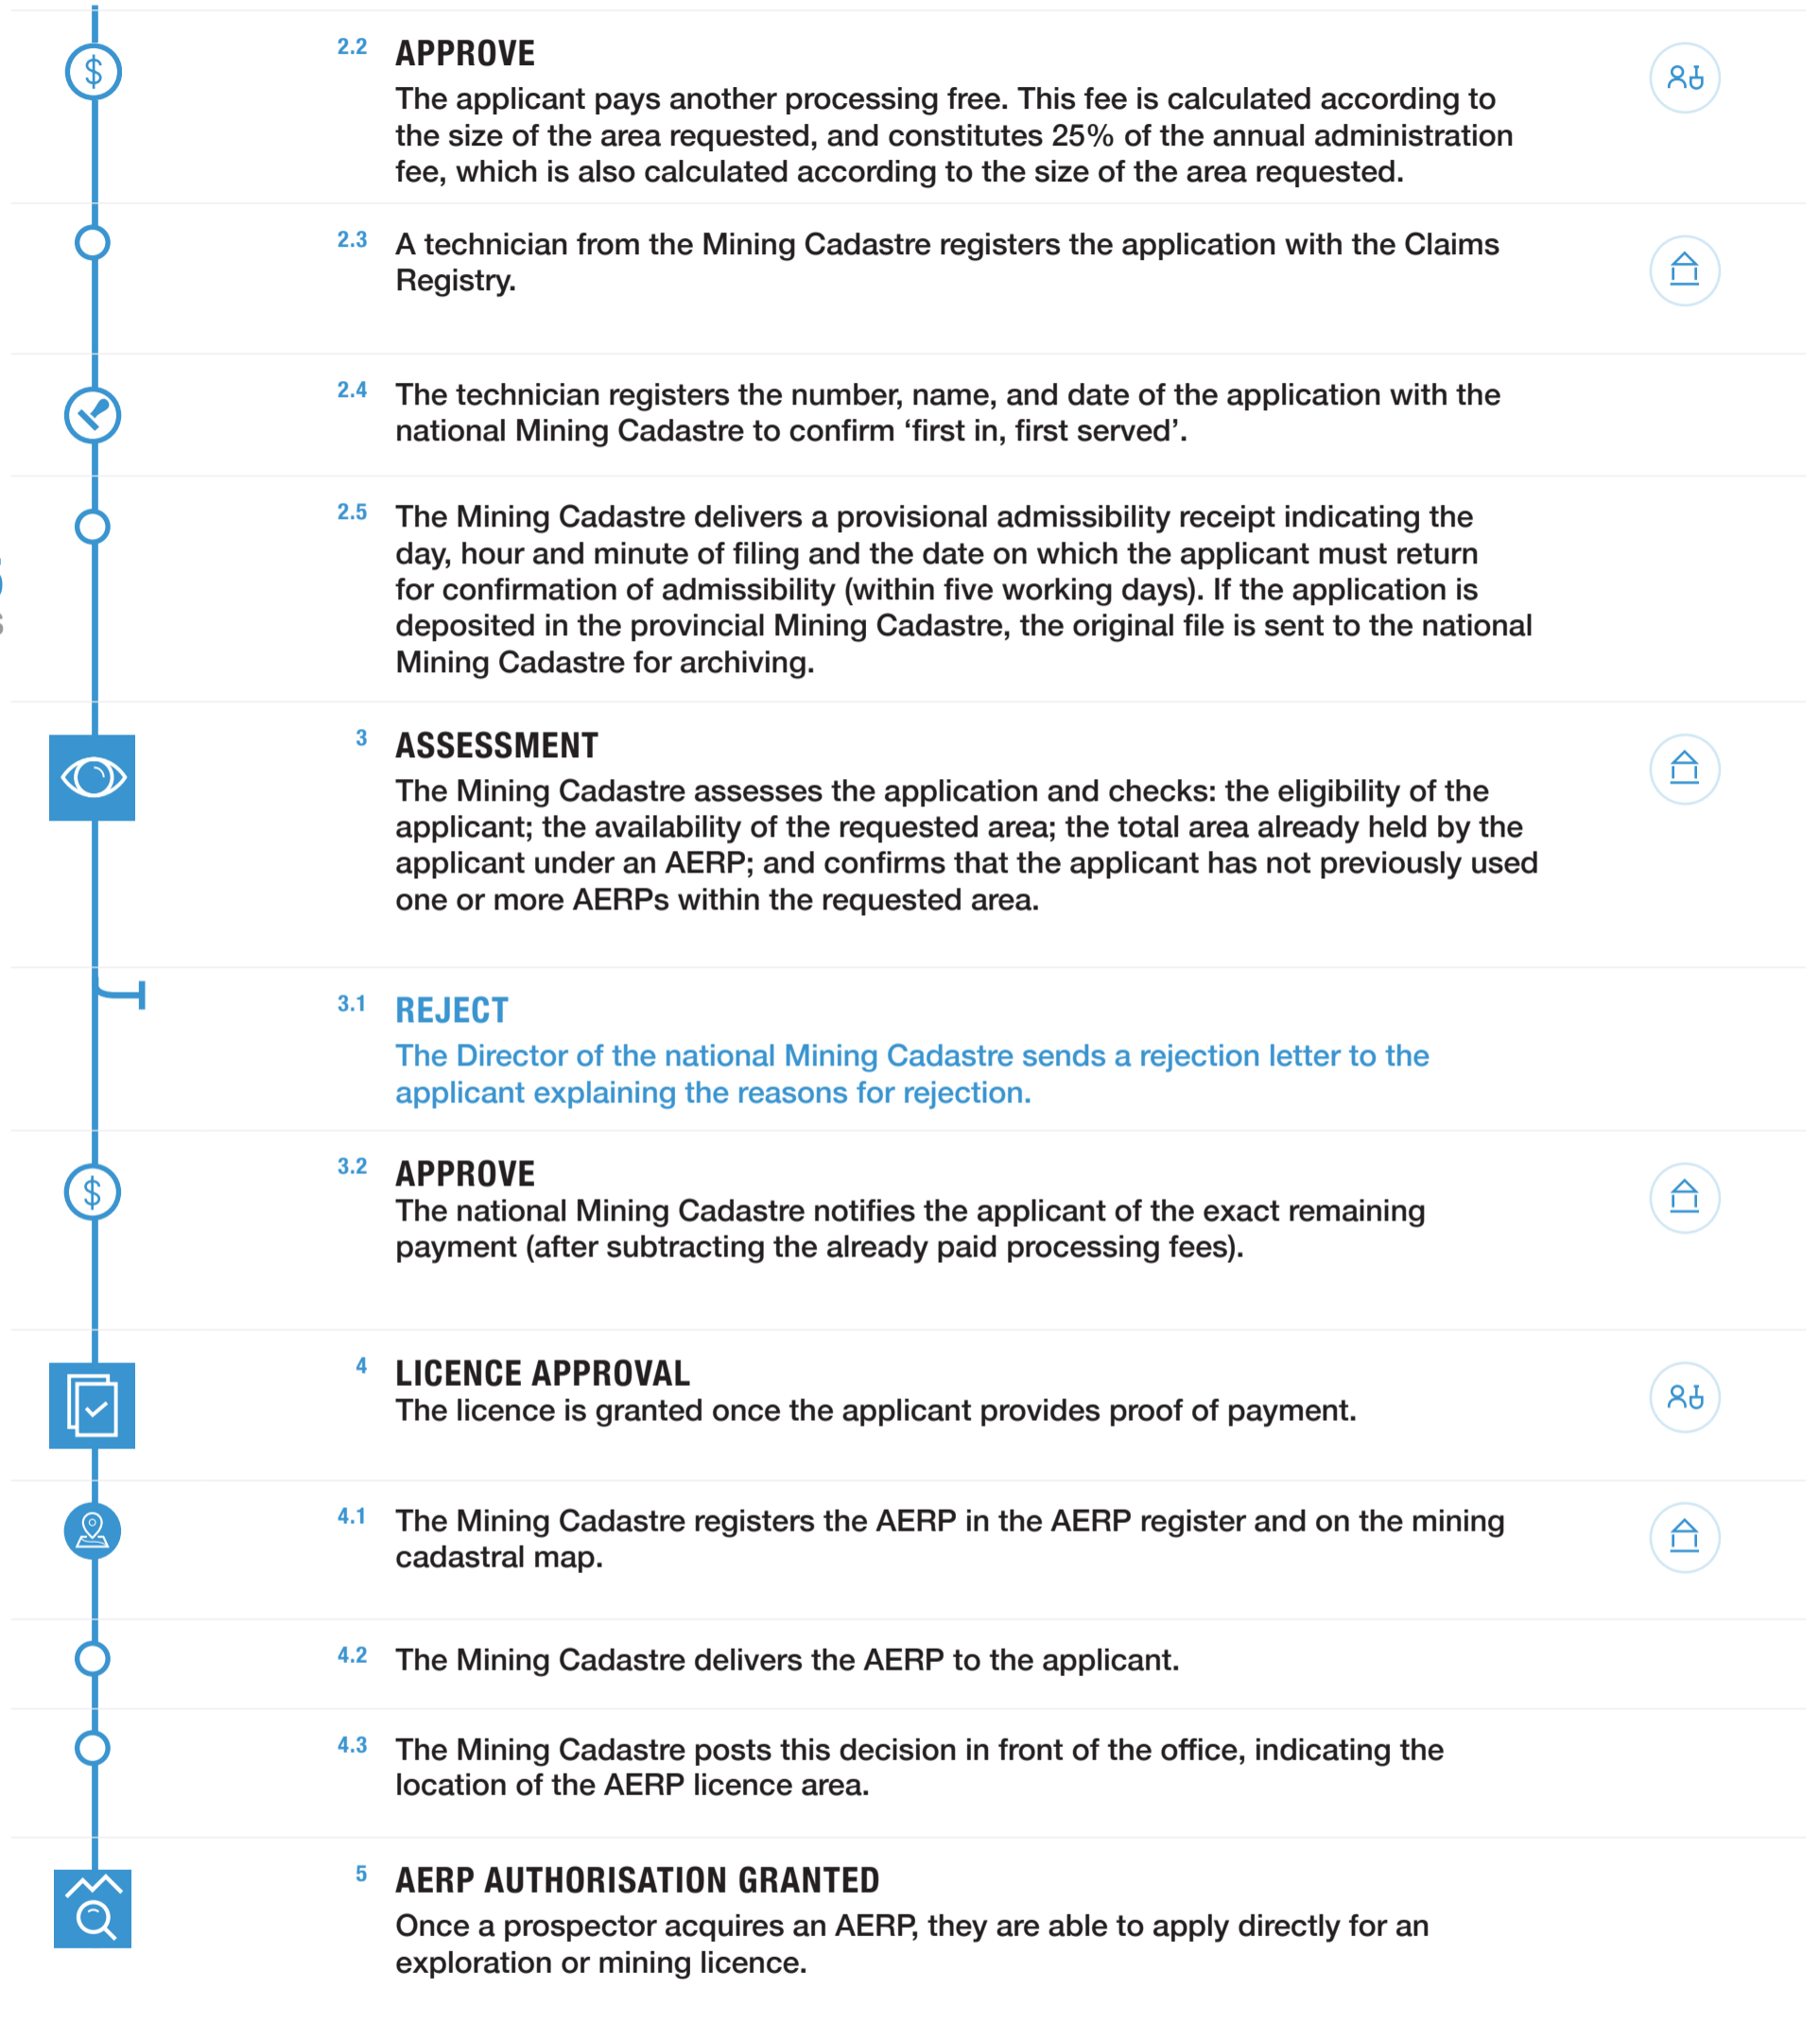 2.2 APPROVE
The applicant pays another processing free. This fee is calculated according to
the size of the area requested, and constitutes 25% of the annual administration
fee, which is also calculated according to the size of the area requested.
2.3 A technician from the Mining Cadastre registers the application with the Claims
Registry.
2.4 The technician registers the number, name, and date of the application with the
national Mining Cadastre to confirm ‘first in, first served’.
2.5 The Mining Cadastre delivers a provisional admissibility receipt indicating the
day, hour and minute of filing and the date on which the applicant must return
for confirmation of admissibility (within five working days). If the application is
deposited in the provincial Mining Cadastre, the original file is sent to the national
Mining Cadastre for archiving.
3 ASSESSMENT
The Mining Cadastre assesses the application and checks: the eligibility of the
applicant; the availability of the requested area; the total area already held by the
applicant under an AERP; and confirms that the applicant has not previously used
one or more AERPs within the requested area.
3.1 REJECT
The Director of the national Mining Cadastre sends a rejection letter to the
applicant explaining the reasons for rejection.
3.2 APPROVE
The national Mining Cadastre notifies the applicant of the exact remaining
payment (after subtracting the already paid processing fees).
4 LICENCE APPROVAL
The licence is granted once the applicant provides proof of payment.
4.1 The Mining Cadastre registers the AERP in the AERP register and on the mining
cadastral map.
4.2 The Mining Cadastre delivers the AERP to the applicant.
4.3 The Mining Cadastre posts this decision in front of the office, indicating the
location of the AERP licence area.
5 AERP AUTHORISATION GRANTED
Once a prospector acquires an AERP, they are able to apply directly for an
exploration or mining licence.